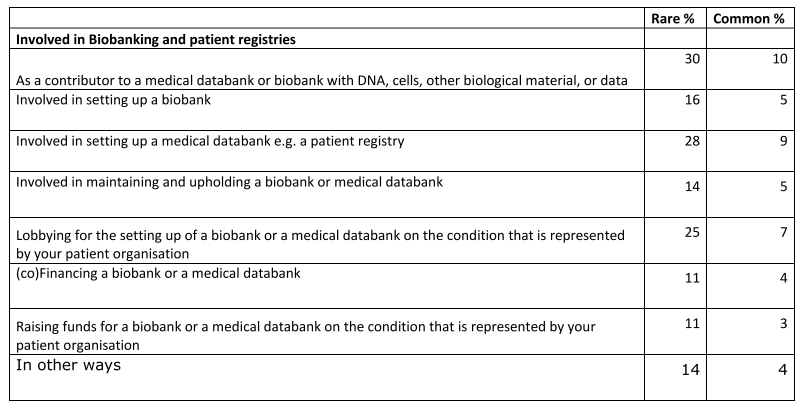 Rare % Common %
Involved in Biobanking and patient registries
As a contributor to a medical databank or biobank with DNA, cells, other biological material, or data 30 10
Involved in setting up a biobank 16 5
Involved in setting up a medical databank e.g. a patient registry 28 9
Involved in maintaining and upholding a biobank or medical databank 14 5
Lobbying for the setting up of a biobank or a medical databank on the condition that is represented 25 7
by your patient organisation
(co)Financing a biobank or a medical databank 11 4
Raising funds for a biobank or a medical databank on the condition that is represented by your 11 3
patient organisation
In other ways 14 4